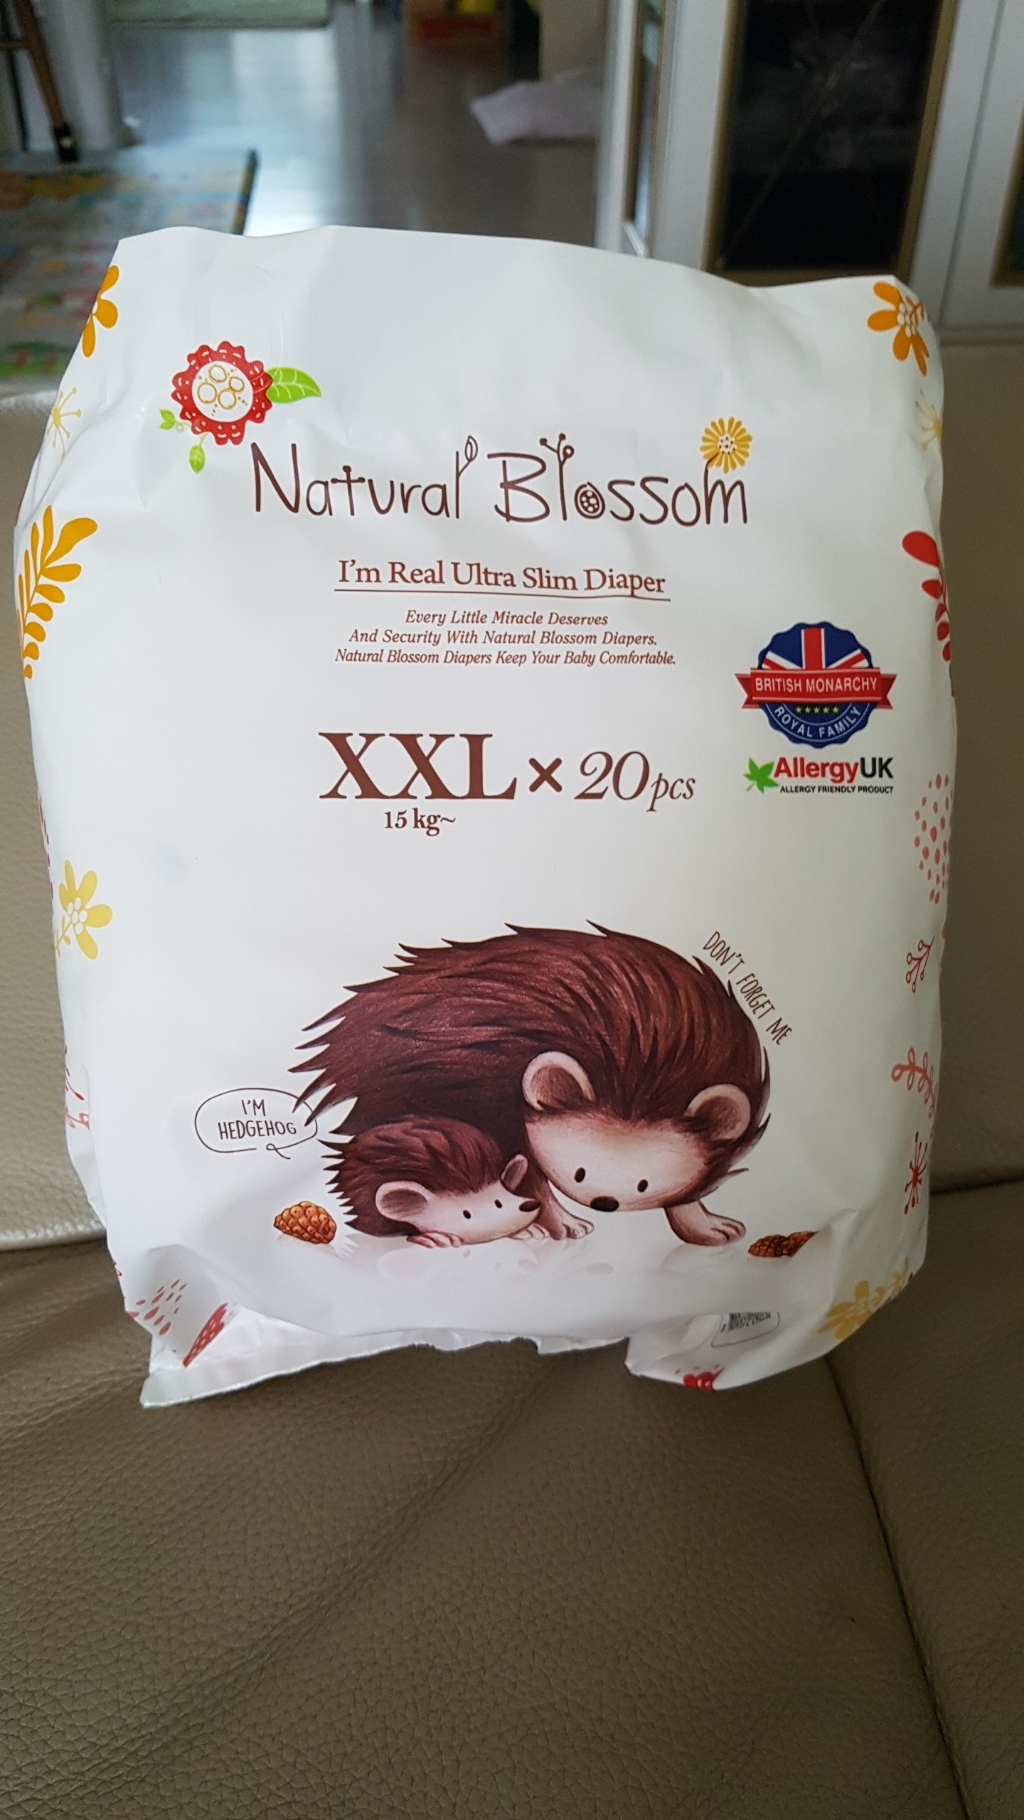 Natural Blossom
I'm Real Ultra Slim Diaper
Every Little Miracle Deserves
And Security With Natural Blossom Diapers.
Natural Blossom Diapers Keep Your Baby Comfortable.
BRITISH MONARCHY
ROYAL FAMILY
AllergyUK
ALLERGY FRIENDLY PRODUCT
XXL × 20pcs
15 kg~
DON'T FORGET ME
I'M
HEDGEHOG